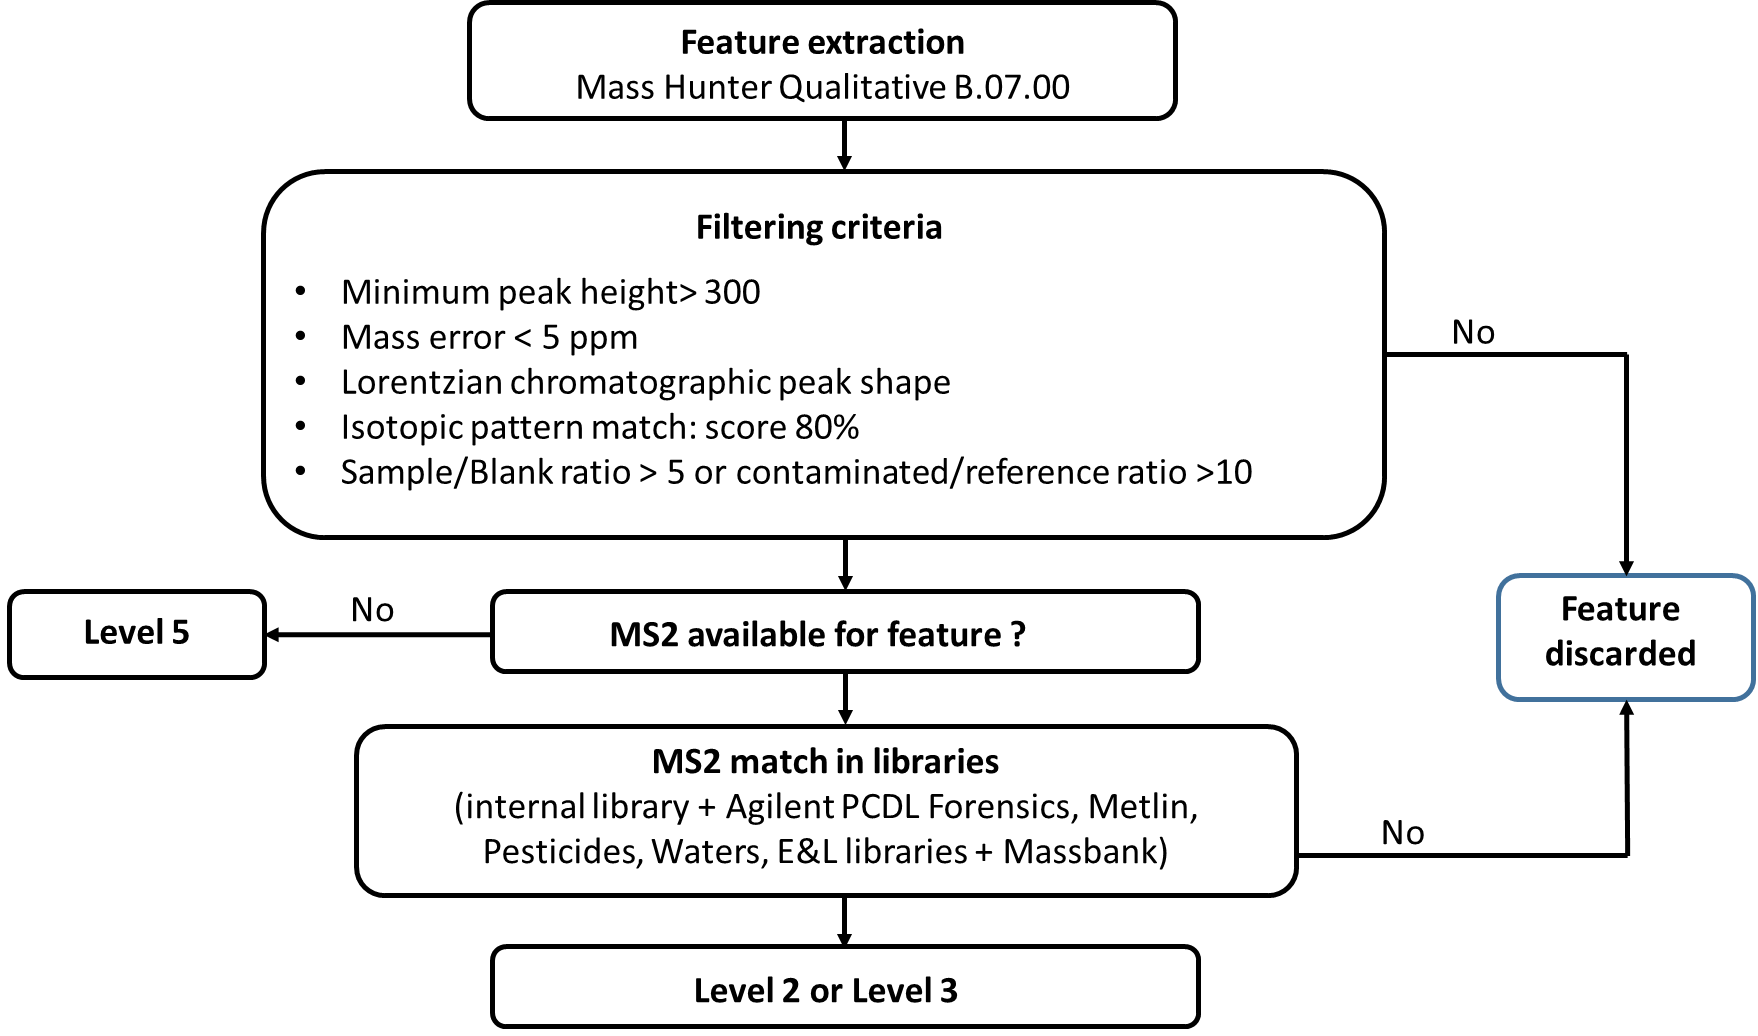 Feature extraction
Mass Hunter Qualitative B.07.00
Filtering criteria
• Minimum peak height> 300
• Mass error < 5 ppm
• Lorentzian chromatographic peak shape
• Isotopic pattern match: score 80%
• Sample/Blank ratio > 5 or contaminated/reference ratio >10
No
Level 5
No
MS2 available for feature ?
Feature
discarded
MS2 match in libraries
(internal library + Agilent PCDL Forensics, Metlin,
Pesticides, Waters, E&L libraries + Massbank)
No
Level 2 or Level 3